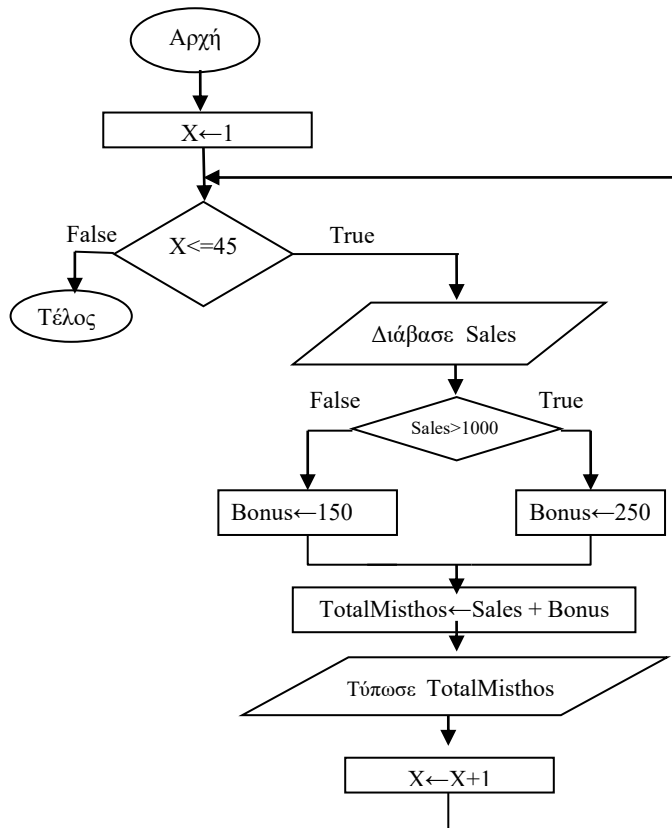 Αρχή
X←1
False
X<=45
True
Τέλος
Διάβασε Sales
False
True
Sales>1000
Bonus←150
Bonus←250
TotalMisthos←Sales + Bonus
Τύπωσε TotalMisthos
X←X+1